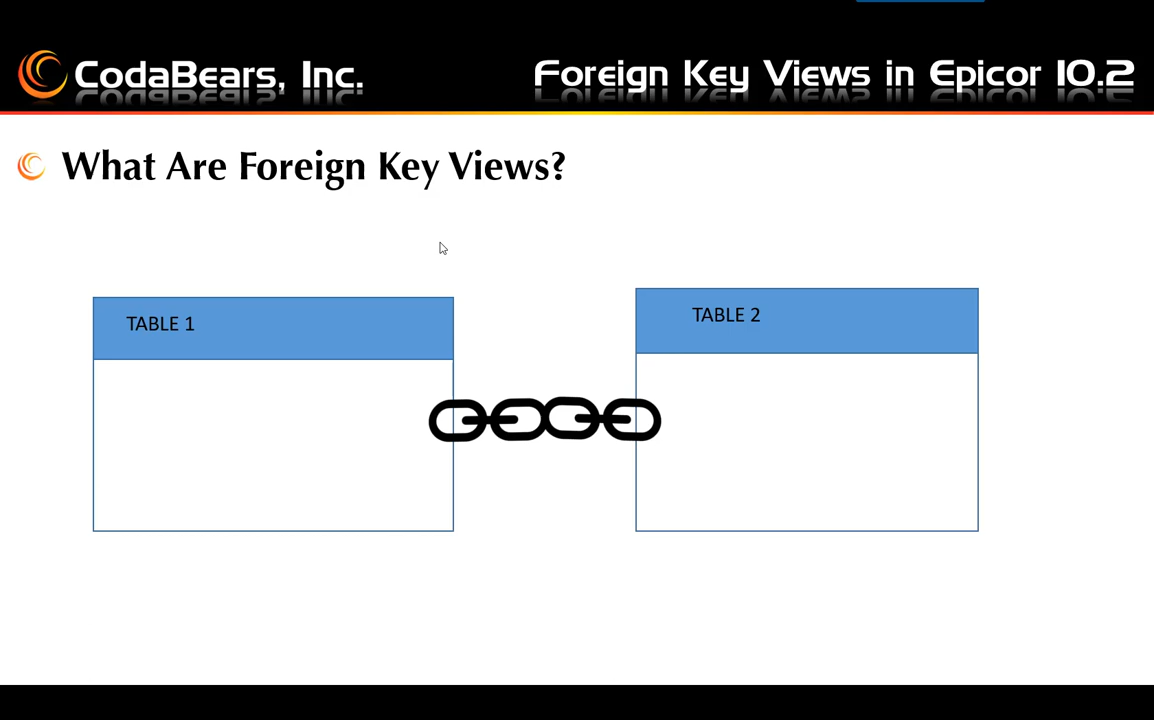 CodaBears, Inc.
Foreign Key Views in Epicor 10.2
What Are Foreign Key Views?
TABLE 1
TABLE 2